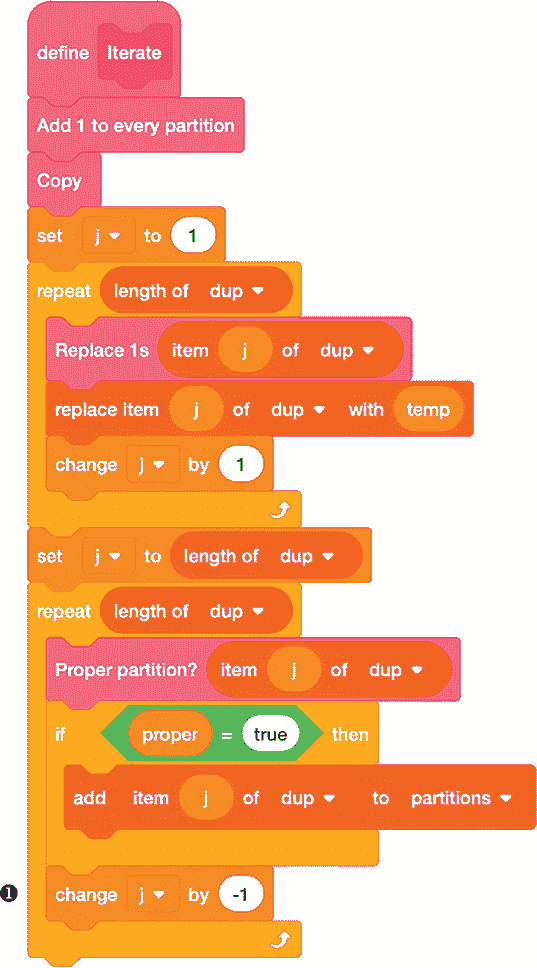 define Iterate
Add 1 to every partition
Copy
set j to 1
repeat length of dup
Replace 1s item j of dup
replace item j of dup with temp
change j by 1
set j to length of dup
repeat length of dup
Proper partition? item j of dup
if proper = true then
add item j of dup to partitions
❶ change j by -1